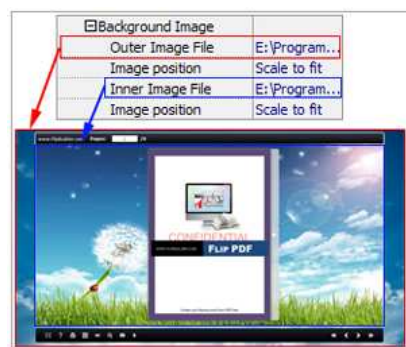 Background Image
Outer Image File E:\Program...
Image position Scale to fit
Inner Image File E:\Program...
Image position Scale to fit
CONFIDENTIAL
FLIP PDF